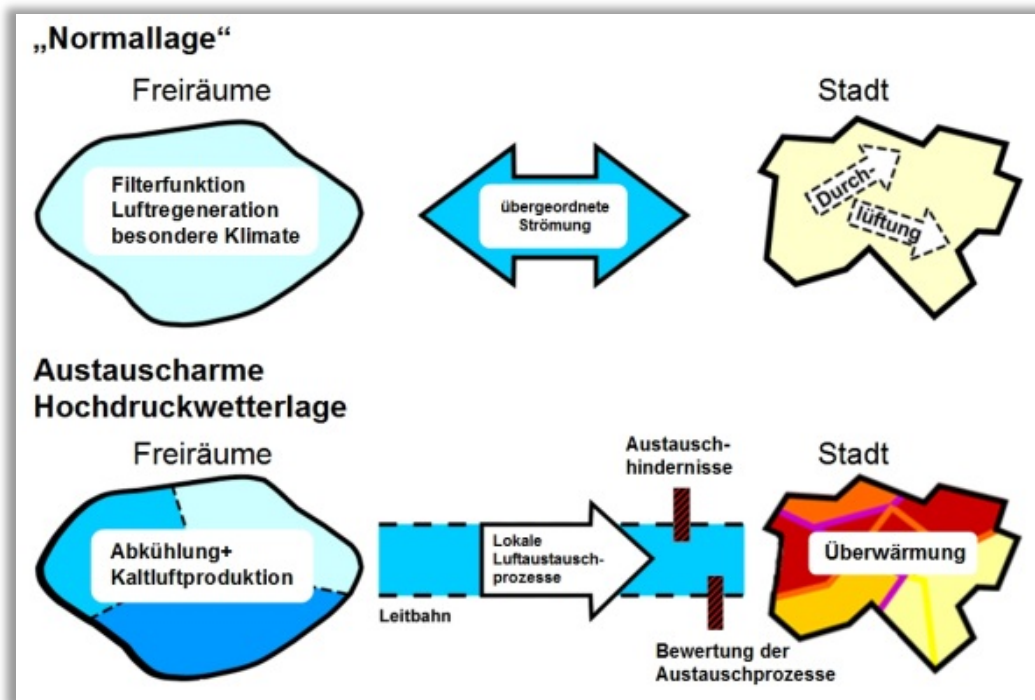 „Normallage“
Freiräume
Stadt
Filterfunktion
Luftregeneration
besondere Klimate
übergeordnete
Strömung
Durch-
lüftung
Austauscharme
Hochdruckwetterlage
Freiräume
Austausch-
hindernisse
Stadt
Abkühlung+
Kaltluftproduktion
Lokale
Luftaustausch-
prozesse
Überwärmung
Leitbahn
Bewertung der
Austauschprozesse